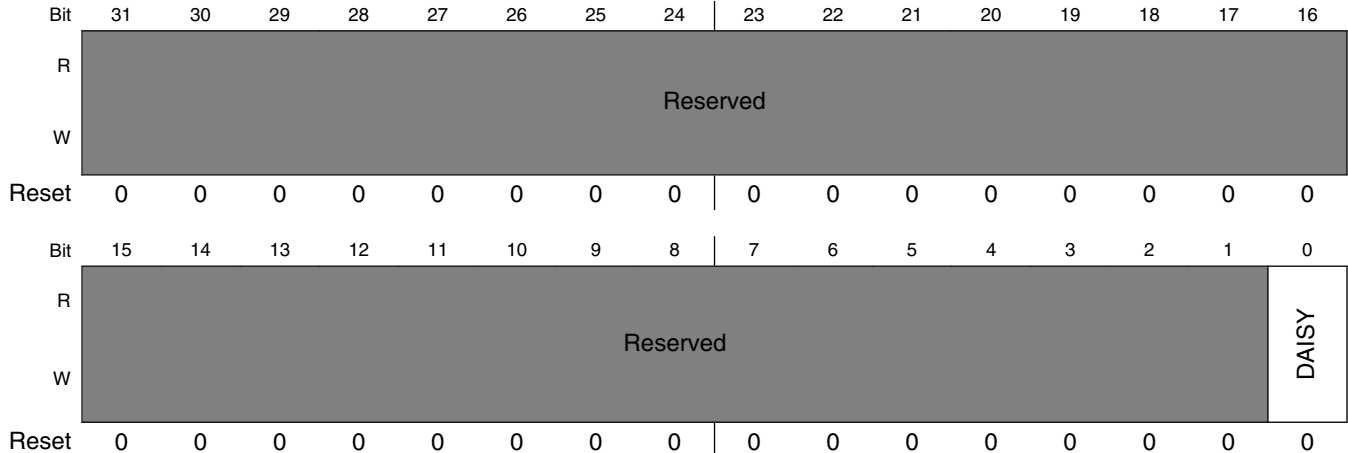 Bit 31 30 29 28 27 26 25 24 23 22 21 20 19 18 17 16
R
Reserved
W
Reset 0 0 0 0 0 0 0 0 0 0 0 0 0 0 0 0
Bit 15 14 13 12 11 10 9 8 7 6 5 4 3 2 1 0
R
Reserved
DAISY
W
Reset 0 0 0 0 0 0 0 0 0 0 0 0 0 0 0 0